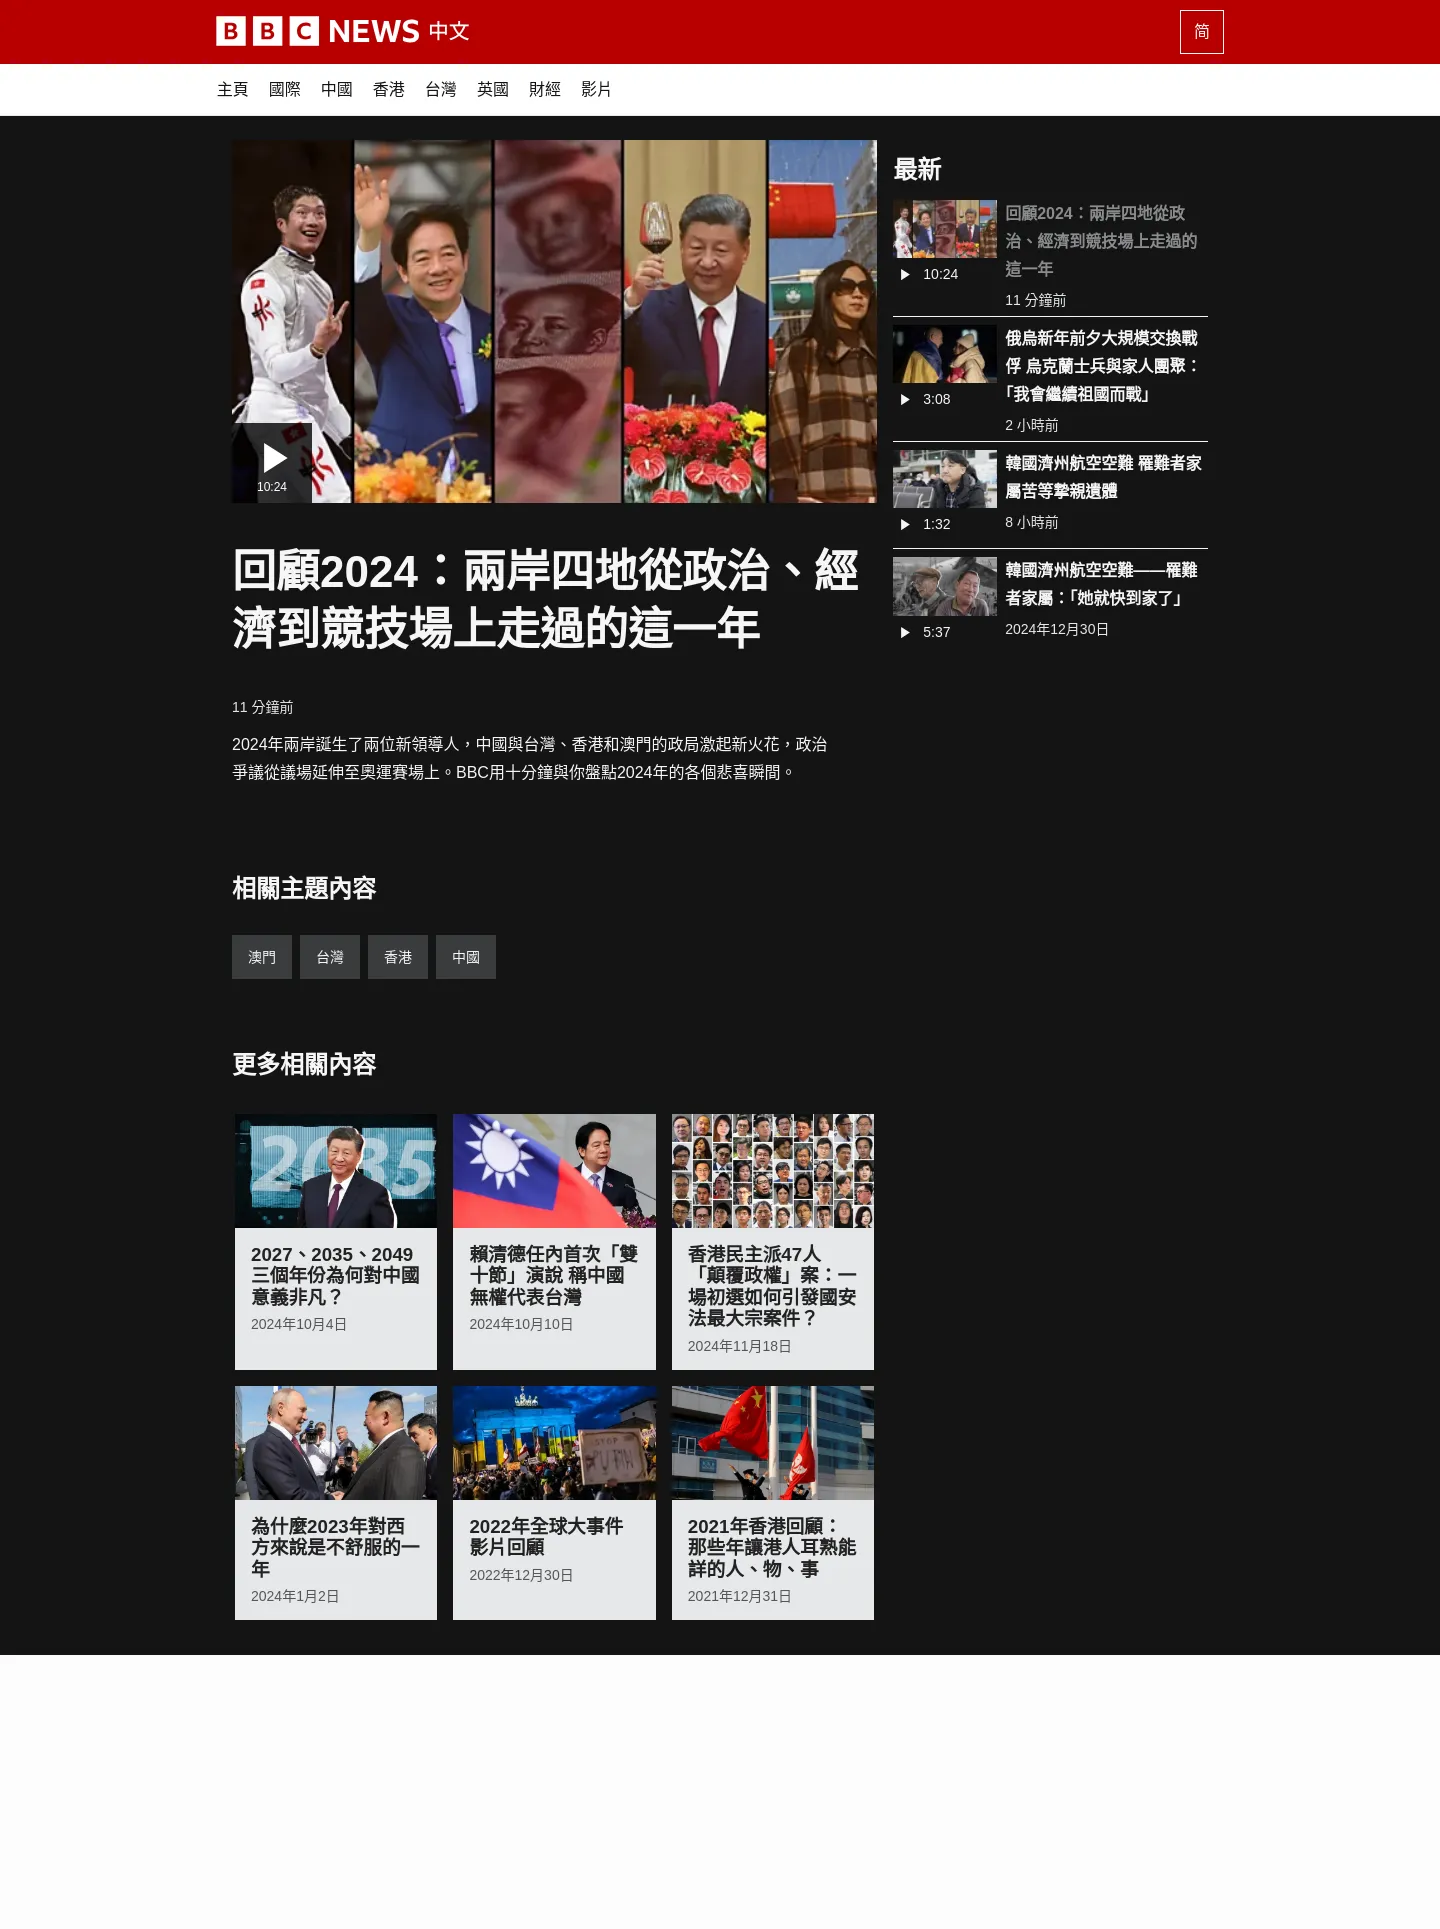 BBC NEWS 中文
简
主頁 國際 中國 香港 台灣 英國 財經 影片
10:24
回顧2024：兩岸四地從政治、經
濟到競技場上走過的這一年
11 分鐘前
2024年兩岸誕生了兩位新領導人，中國與台灣、香港和澳門的政局激起新火花，政治
爭議從議場延伸至奧運賽場上。BBC用十分鐘與你盤點2024年的各個悲喜瞬間。
最新
回顧2024：兩岸四地從政
治、經濟到競技場上走過的
這一年
10:24
11 分鐘前
俄烏新年前夕大規模交換戰
俘 烏克蘭士兵與家人團聚：
「我會繼續祖國而戰」
3:08
2 小時前
韓國濟州航空空難 罹難者家
屬苦等摯親遺體
1:32
8 小時前
韓國濟州航空空難——罹難
者家屬：「她就快到家了」
5:37
2024年12月30日
相關主題內容
澳門 台灣 香港 中國
更多相關內容
2035
2027、2035、2049
三個年份為何對中國
意義非凡？
2024年10月4日
賴清德任內首次「雙
十節」演說 稱中國
無權代表台灣
2024年10月10日
香港民主派47人
「顛覆政權」案：一
場初選如何引發國安
法最大宗案件？
2024年11月18日
為什麼2023年對西
方來說是不舒服的一
年
2024年1月2日
STOP
PUTIN
2022年全球大事件
影片回顧
2022年12月30日
2021年香港回顧：
那些年讓港人耳熟能
詳的人、物、事
2021年12月31日